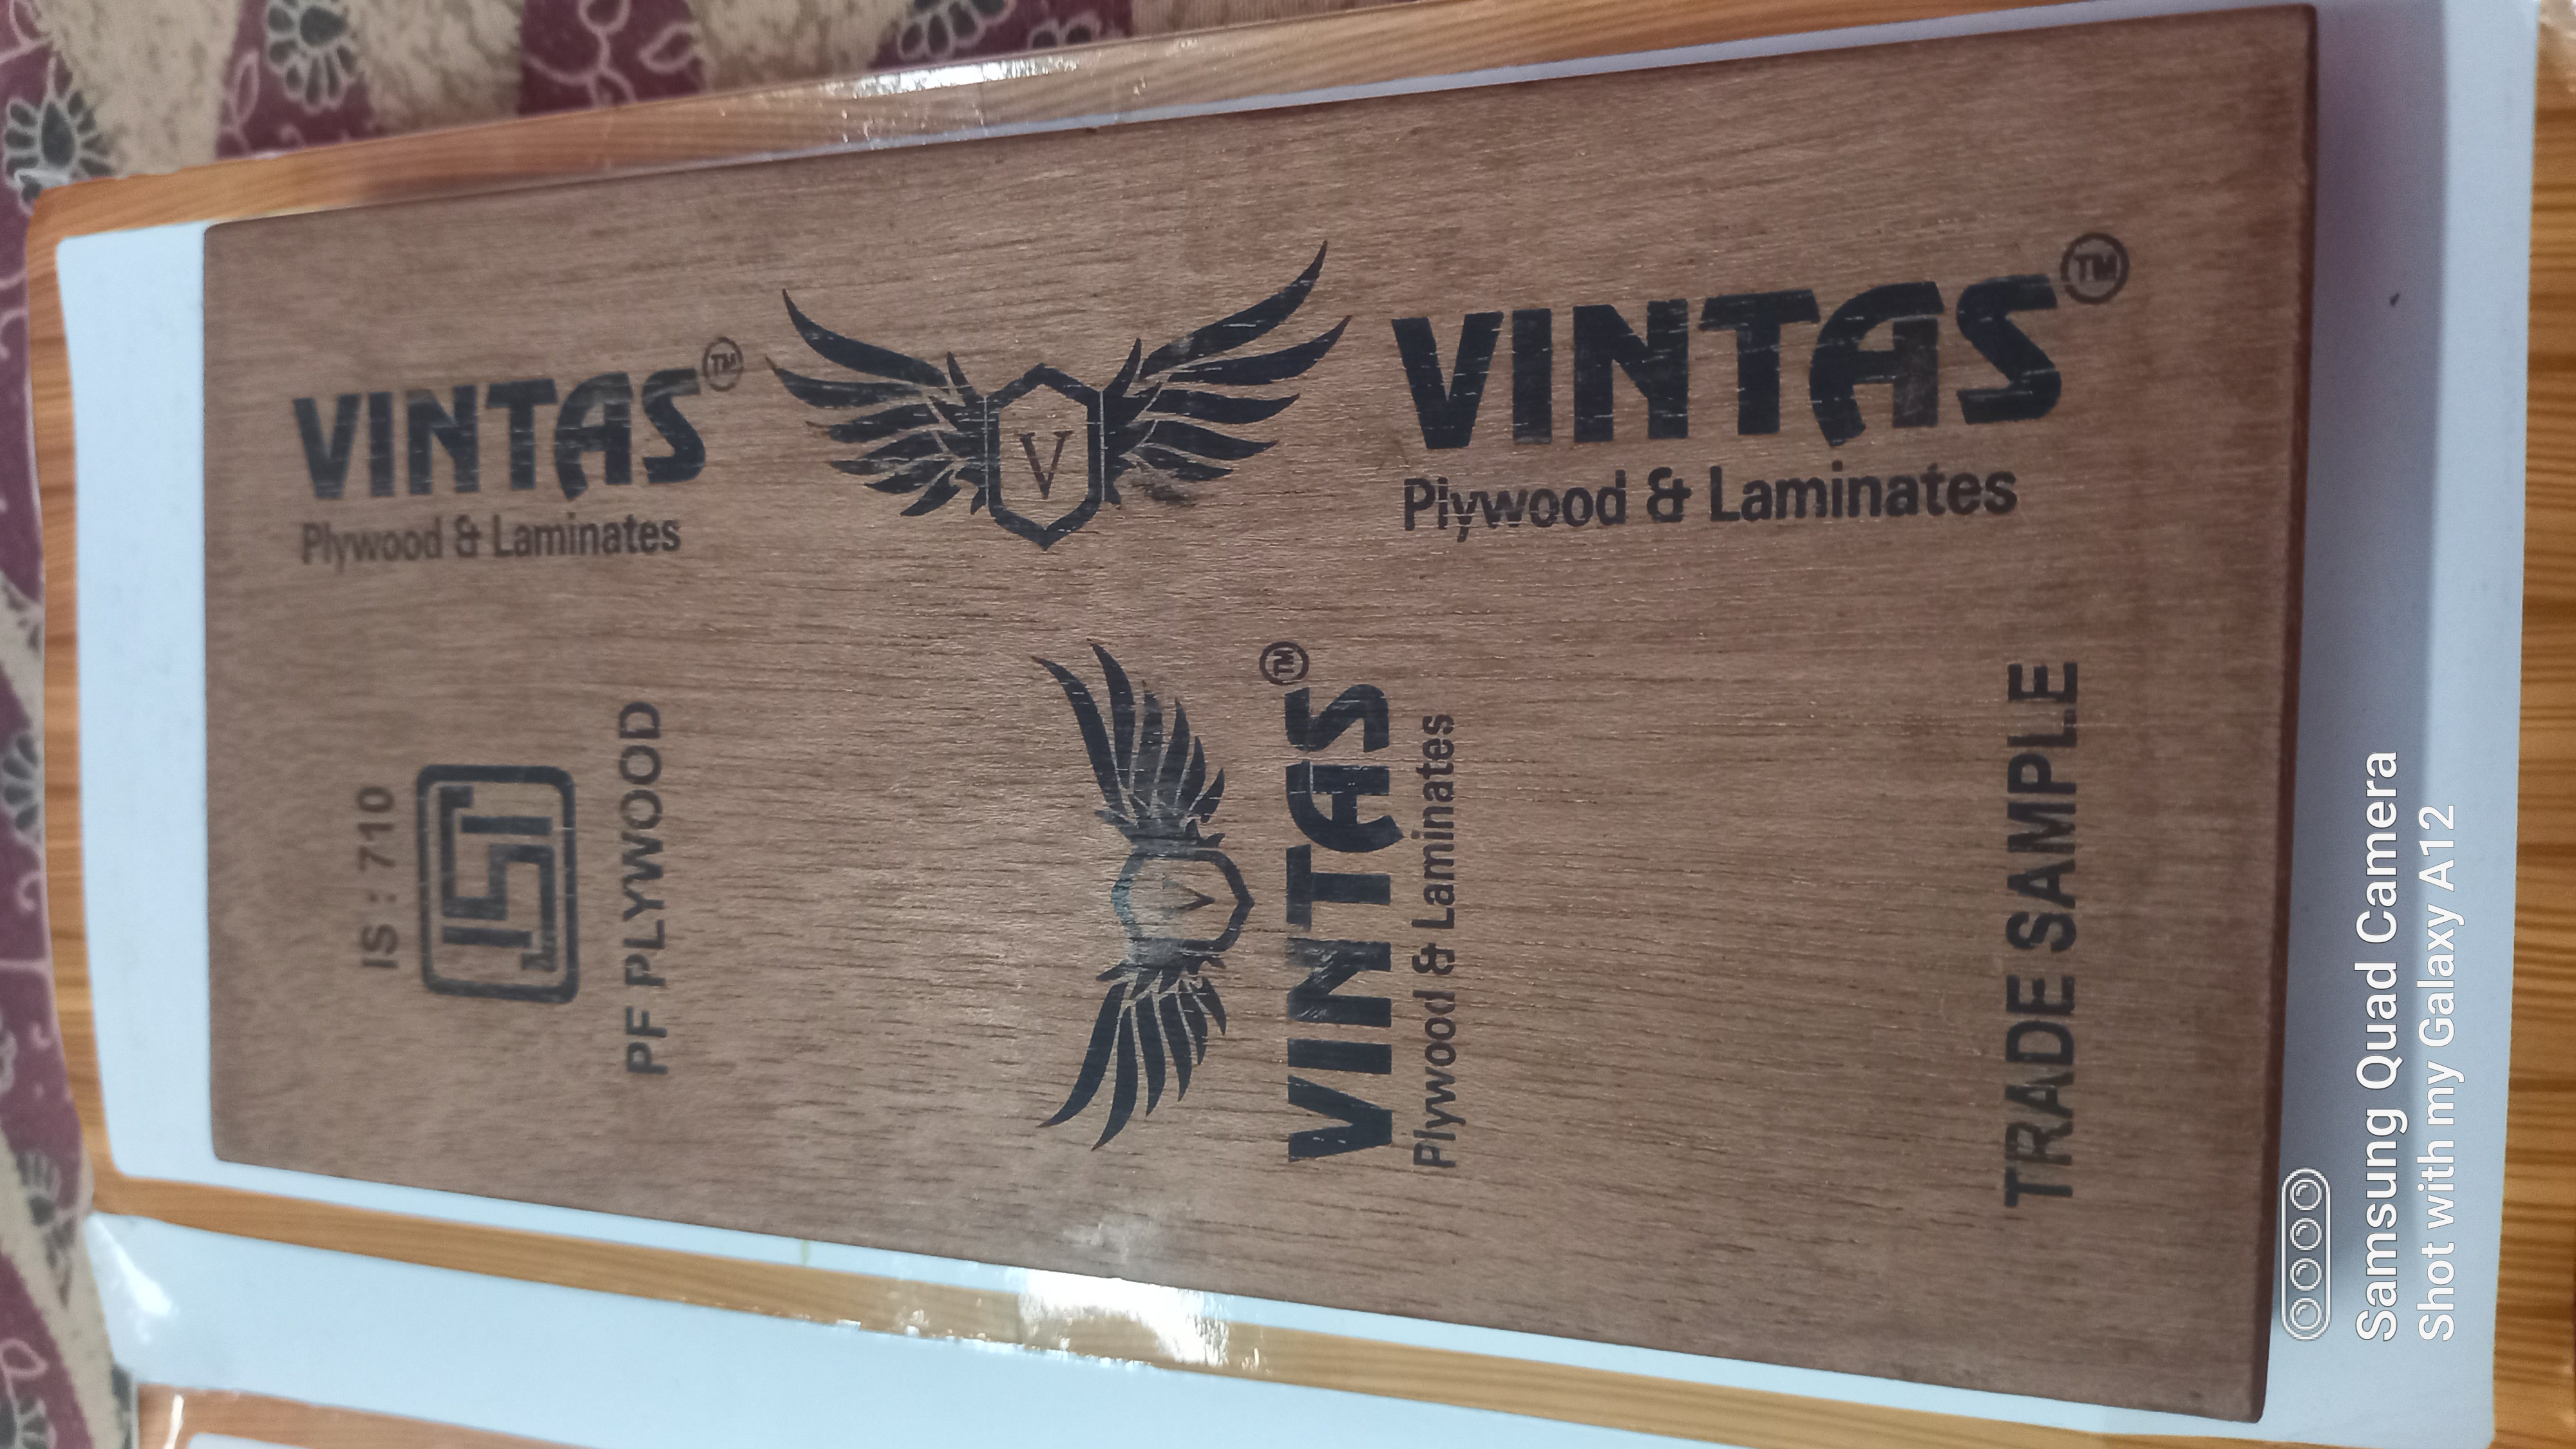 VINTAS™
Plywood & Laminates
V
VINTAS™
Plywood & Laminates
IS : 710
ISI
PF PLYWOOD
V
VINTAS™
Plywood & Laminates
TRADE SAMPLE
Samsung Quad Camera
Shot with my Galaxy A12